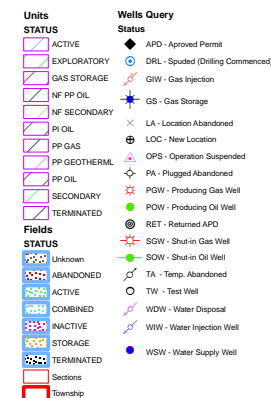 Units
STATUS
ACTIVE
EXPLORATORY
GAS STORAGE
NF PP OIL
NF SECONDARY
PI OIL
PP GAS
PP GEOTHERML
PP OIL
SECONDARY
TERMINATED
Fields
STATUS
Unknown
ABANDONED
ACTIVE
COMBINED
INACTIVE
STORAGE
TERMINATED
Sections
Township
Wells Query
Status
APD - Aproved Permit
DRL - Spuded (Drilling Commenced)
GIW - Gas Injection
GS - Gas Storage
LA - Location Abandoned
LOC - New Location
OPS - Operation Suspended
PA - Plugged Abandoned
PGW - Producing Gas Well
POW - Producing Oil Well
RET - Returned APD
SGW - Shut-in Gas Well
SOW - Shut-in Oil Well
TA - Temp. Abandoned
TW - Test Well
WDW - Water Disposal
WIW - Water Injection Well
WSW - Water Supply Well